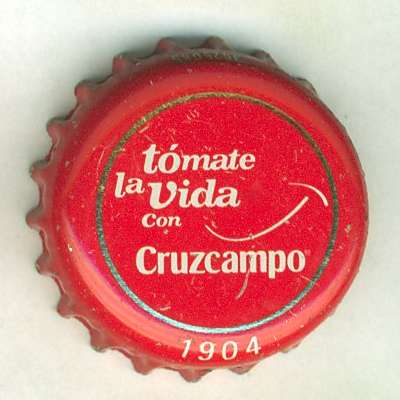 tómate
la vida
con
Cruzcampo
1904